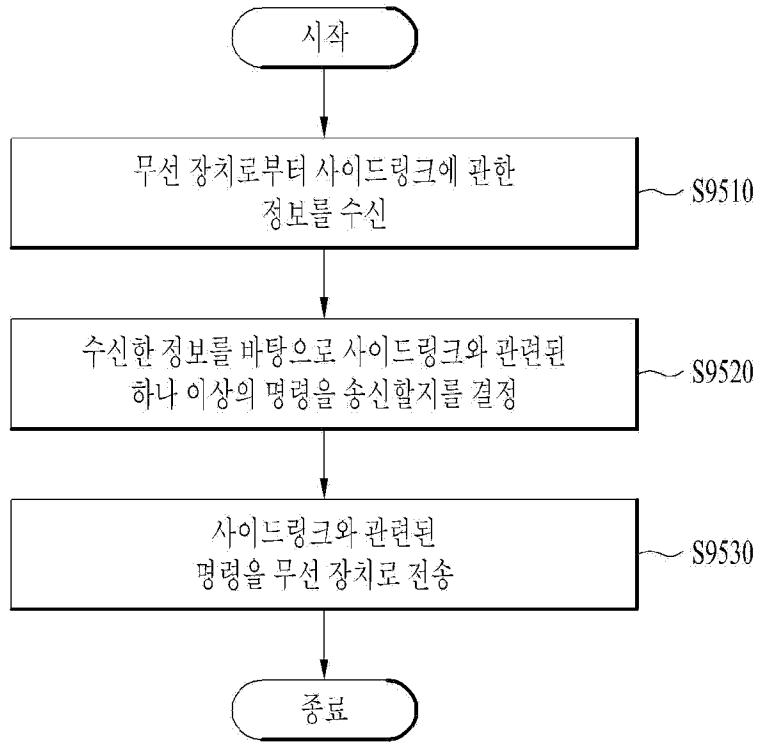 시작
무선 장치로부터 사이드링크에 관한
정보를 수신
S9510
수신한 정보를 바탕으로 사이드링크와 관련된
하나 이상의 명령을 송신할지를 결정
S9520
사이드링크와 관련된
명령을 무선 장치로 전송
S9530
종료